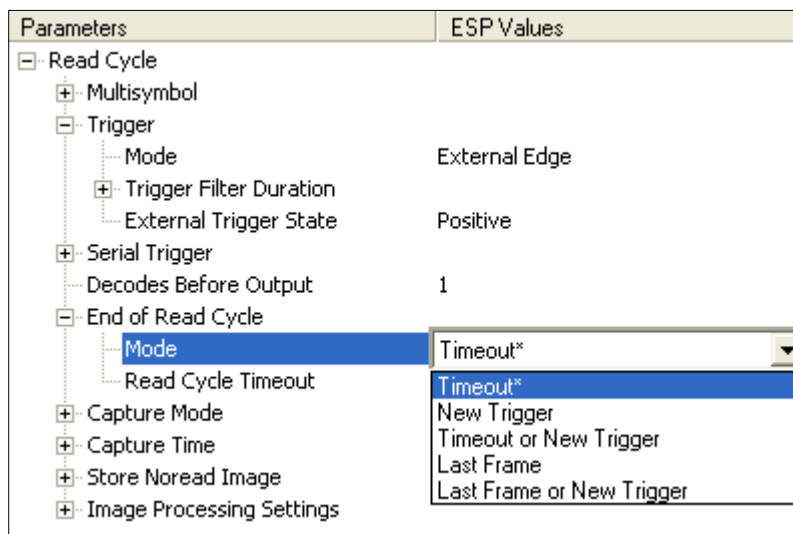 Parameters ESP Values
Read Cycle
Multisymbol
Trigger
Mode External Edge
Trigger Filter Duration
External Trigger State Positive
Serial Trigger
Decodes Before Output 1
End of Read Cycle
Mode Timeout*
Read Cycle Timeout Timeout*
New Trigger
Capture Mode
Timeout or New Trigger
Capture Time
Last Frame
Store Noread Image
Last Frame or New Trigger
Image Processing Settings